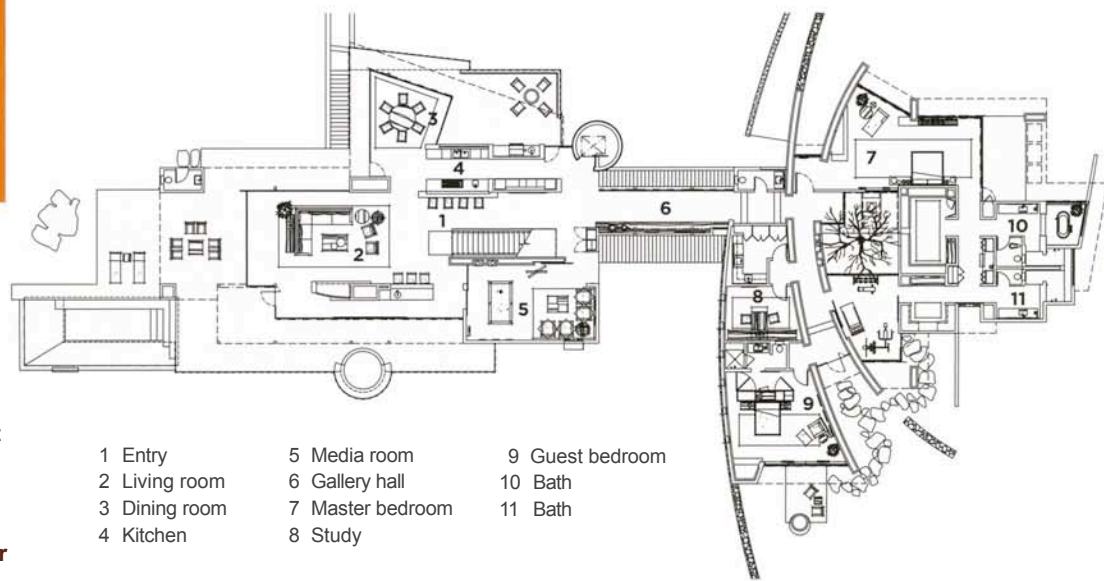 3
4
7
6
1
10
2
8
11
5
9
1 Entry
2 Living room
3 Dining room
4 Kitchen
5 Media room
6 Gallery hall
7 Master bedroom
8 Study
9 Guest bedroom
10 Bath
11 Bath
r